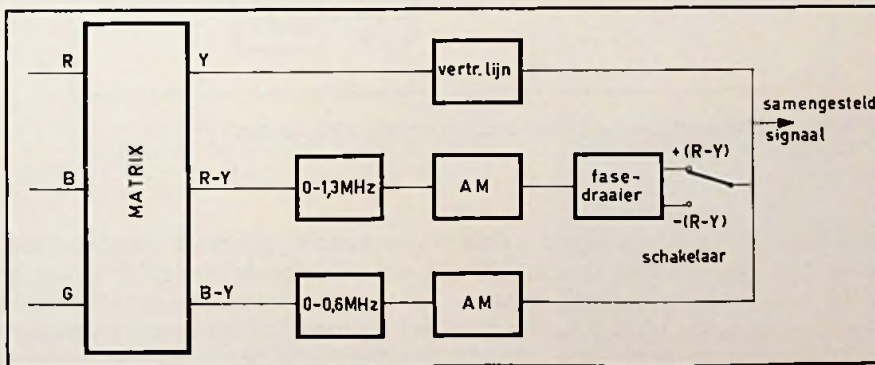 R
Y
vertr. lijn
samengesteld
signaal
MATRIX
B
R-Y
0-1,3MHz
AM
fase-
draaier
+(R-Y)
-(R-Y)
schakelaar
G
B-Y
0-0,6MHz
AM